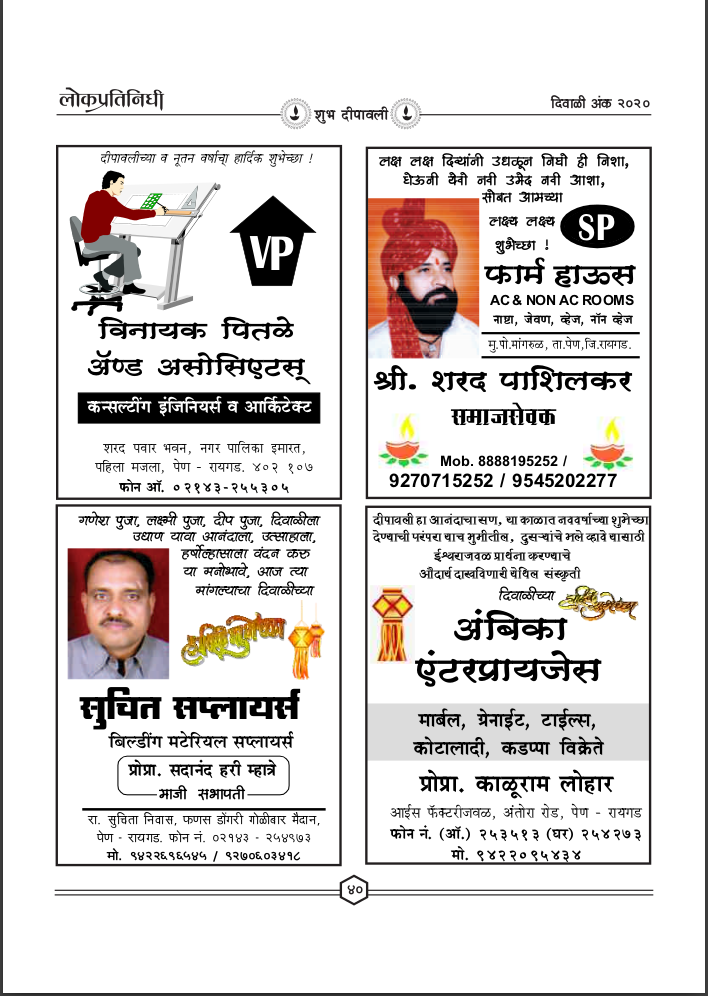 लोकप्रतिनिधी
शुभ दीपावली
दिवाळी अंक २०२०
दीपावलीच्या व नूतन वर्षाच्या हार्दिक शुभेच्छा !
VP
विनायक पितळे
ॲण्ड असोसिएटस्
कन्सल्टींग इंजिनियर्स व आर्किटेक्ट
शरद पवार भवन, नगर पालिका इमारत,
पहिला मजला, पेण - रायगड. ४०२ १०७
फोन ऑ. ०२१४३-२५५३०५
लक्ष लक्ष दिव्यांनी उधळून निघी ही निशा,
घेऊनी येवी नवी उमेद नवी आशा,
सोबत आमच्या
लक्ष्य लक्ष्य
शुभेच्छा !
SP
फार्म हाऊस
AC & NON AC ROOMS
नाष्टा, जेवण, व्हेज, नॉन व्हेज
मु.पो.मांगरुळ, ता.पेण,जि.रायगड.
श्री. शरद पाशिलकर
समाजसेवक
Mob. 8888195252 /
9270715252 / 9545202277
गणेश पुजा, लक्ष्मी पुजा, दीप पुजा, दिवाळीला
उधाण यावा आनंदाला, उत्साहाला,
हर्षोल्हासाला वंदन करु
या मनोभावे, आज त्या
मांगल्याचा दिवाळीच्या
हार्दिक शुभेच्छा
सुचित सप्लायर्स
बिल्डींग मटेरियल सप्लायर्स
प्रोप्रा. सदानंद हरी म्हात्रे
माजी सभापती
रा. सुचिता निवास, फणस डोंगरी गोळीबार मैदान,
पेण - रायगड. फोन नं. ०२१४३ - २५४९७३
मो. ९४२२६९६५४५ / ९२७०६०३४१८
दीपावली हा आनंदाचा सण, या काळात नववर्षाच्या शुभेच्छा
देण्याची परंपरा याच भुमीतील, दुसऱ्यांचे भले व्हावे यासाठी
ईश्वराजवळ प्रार्थना करण्याचे
औदार्य दाखविणारी येथिल संस्कृती
दिवाळीच्या हार्दिक शुभेच्छा
अंबिका
एंटरप्रायजेस
मार्बल, ग्रेनाईट, टाईल्स,
कोटालादी, कडप्पा विक्रेते
प्रोप्रा. काळूराम लोहार
आईस फॅक्टरीजवळ, अंतोरा रोड, पेण - रायगड
फोन नं. (ऑ.) २५३५१३ (घर) २५४२७३
मो. ९४२२०९५४३४
४०